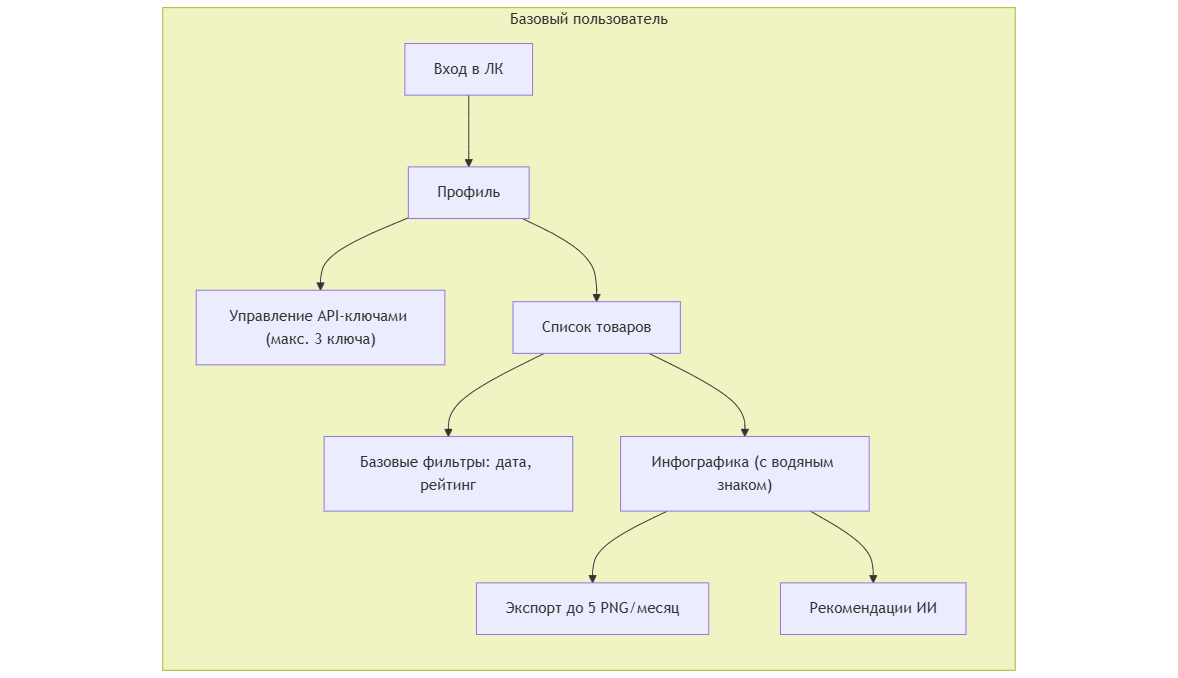 Базовый пользователь
Вход в ЛК
Профиль
Управление API-ключами
(макс. 3 ключа)
Список товаров
Базовые фильтры: дата,
рейтинг
Инфографика (с водяным
знаком)
Экспорт до 5 PNG/месяц
Рекомендации ИИ